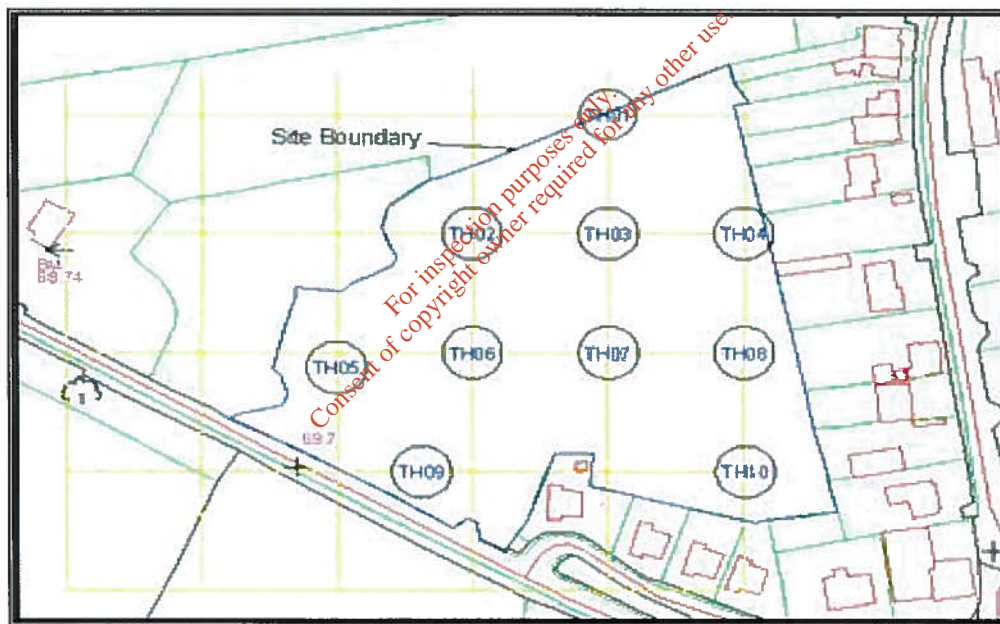 For inspection purposes only.
Consent of copyright owner required for any other use.
Site Boundary
TH02
TH03
TH04
TH05
TH06
TH07
TH08
69.7
TH09
TH10
1